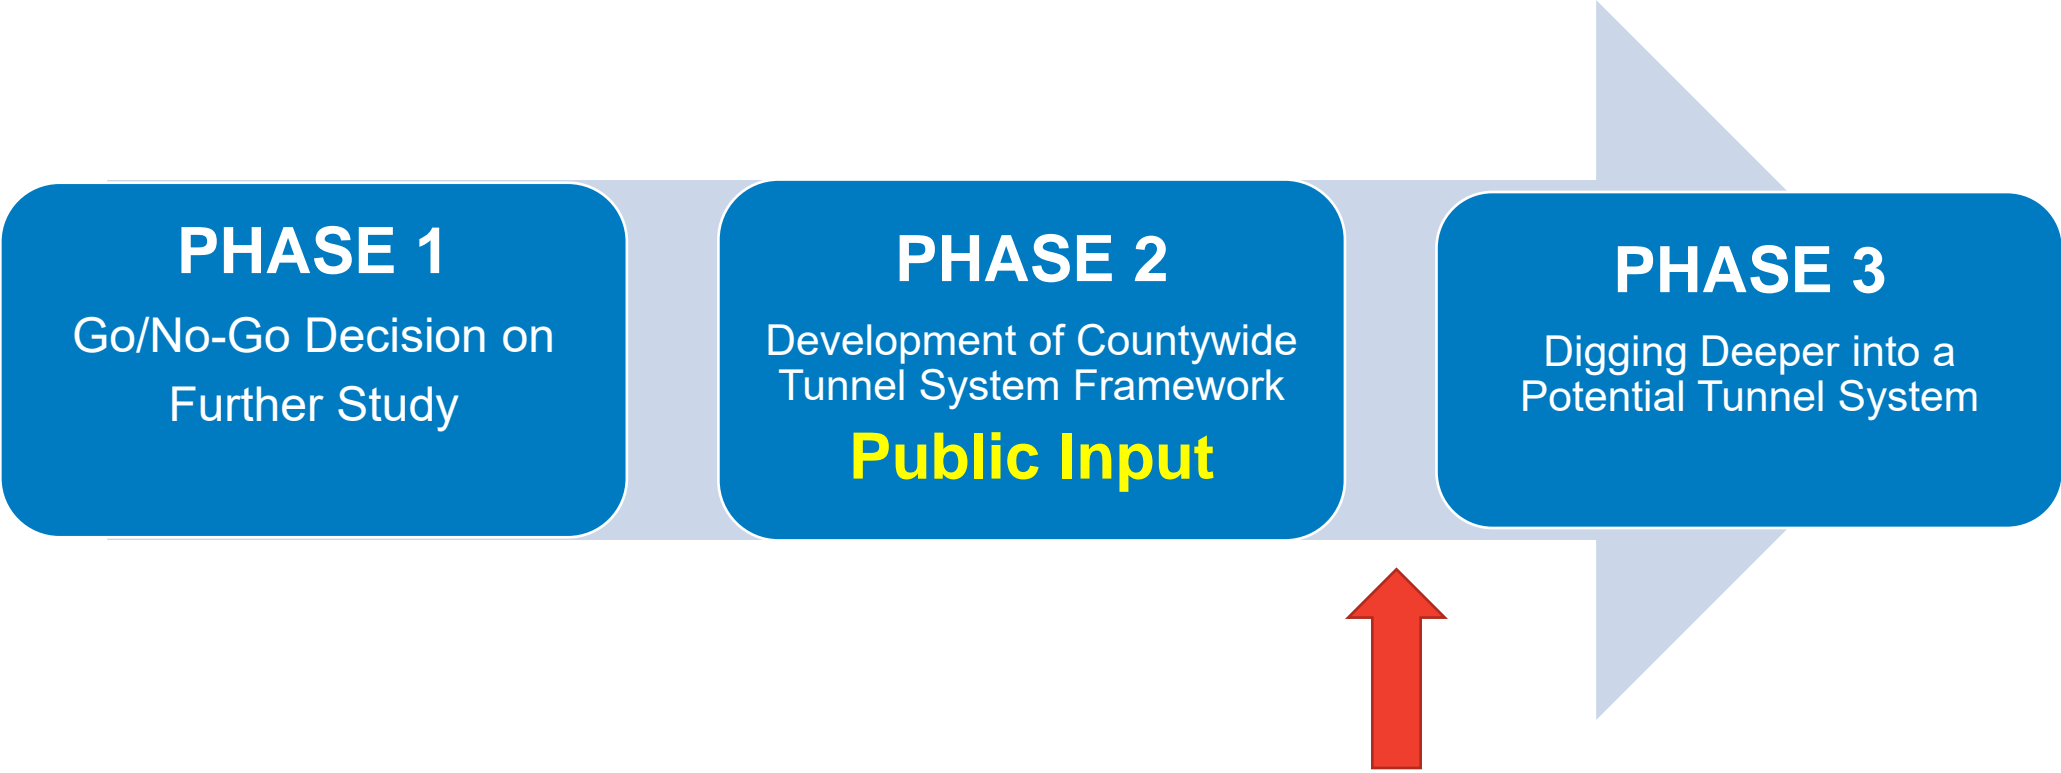 PHASE 1
Go/No-Go Decision on
Further Study
PHASE 2
Development of Countywide
Tunnel System Framework
Public Input
PHASE 3
Digging Deeper into a
Potential Tunnel System